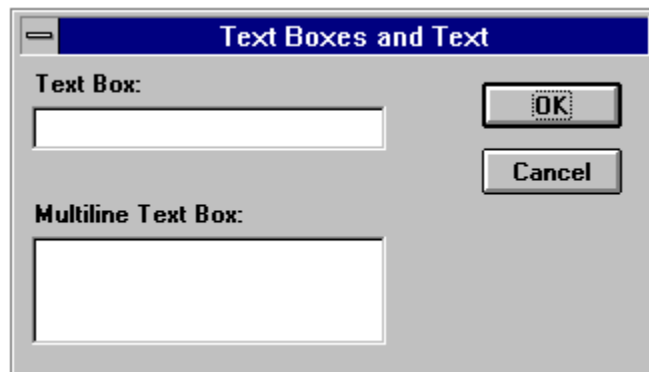 Text Boxes and Text
Text Box:
OK
Cancel
Multiline Text Box: